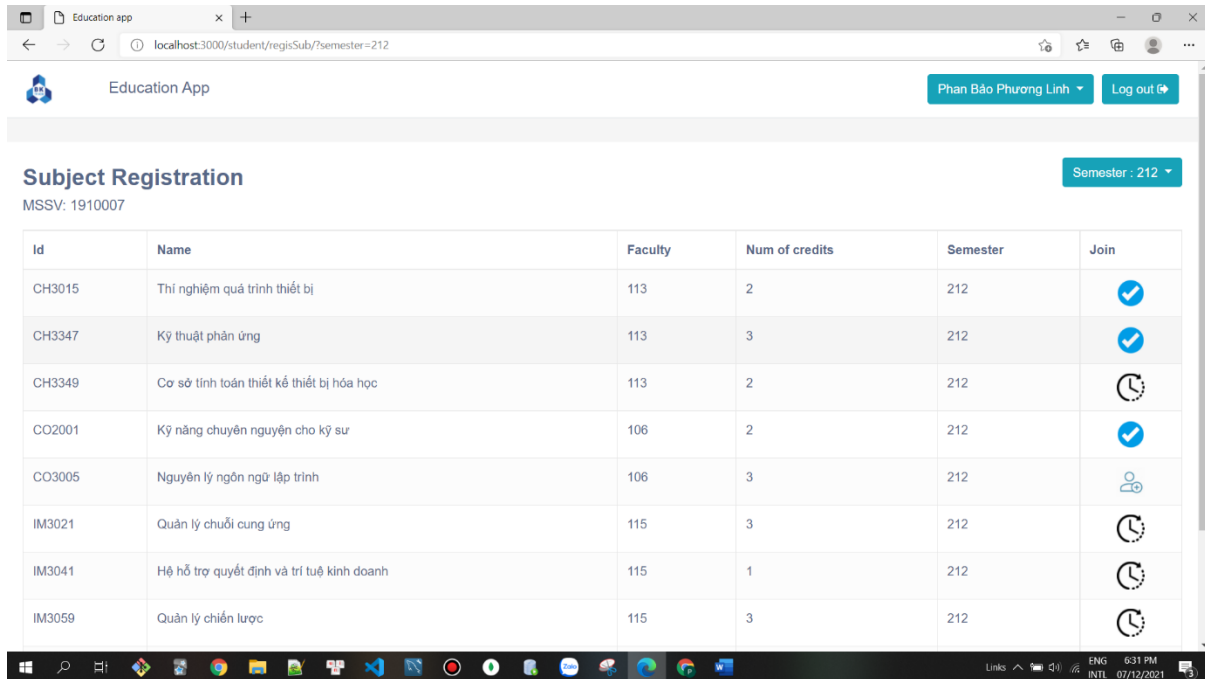 Education app
localhost:3000/student/regisSub/?semester=212
BK
Education App
Phan Bảo Phương Linh
Log out
Subject Registration
Semester : 212
MSSV: 1910007
Id Name Faculty Num of credits Semester Join
CH3015 Thí nghiệm quá trình thiết bị 113 2 212
CH3347 Kỹ thuật phản ứng 113 3 212
CH3349 Cơ sở tính toán thiết kế thiết bị hóa học 113 2 212
CO2001 Kỹ năng chuyên nguyện cho kỹ sư 106 2 212
CO3005 Nguyên lý ngôn ngữ lập trình 106 3 212
IM3021 Quản lý chuỗi cung ứng 115 3 212
IM3041 Hệ hỗ trợ quyết định và trí tuệ kinh doanh 115 1 212
IM3059 Quản lý chiến lược 115 3 212
Zalo
Links ENG 6:31 PM
INTL 07/12/2021 3